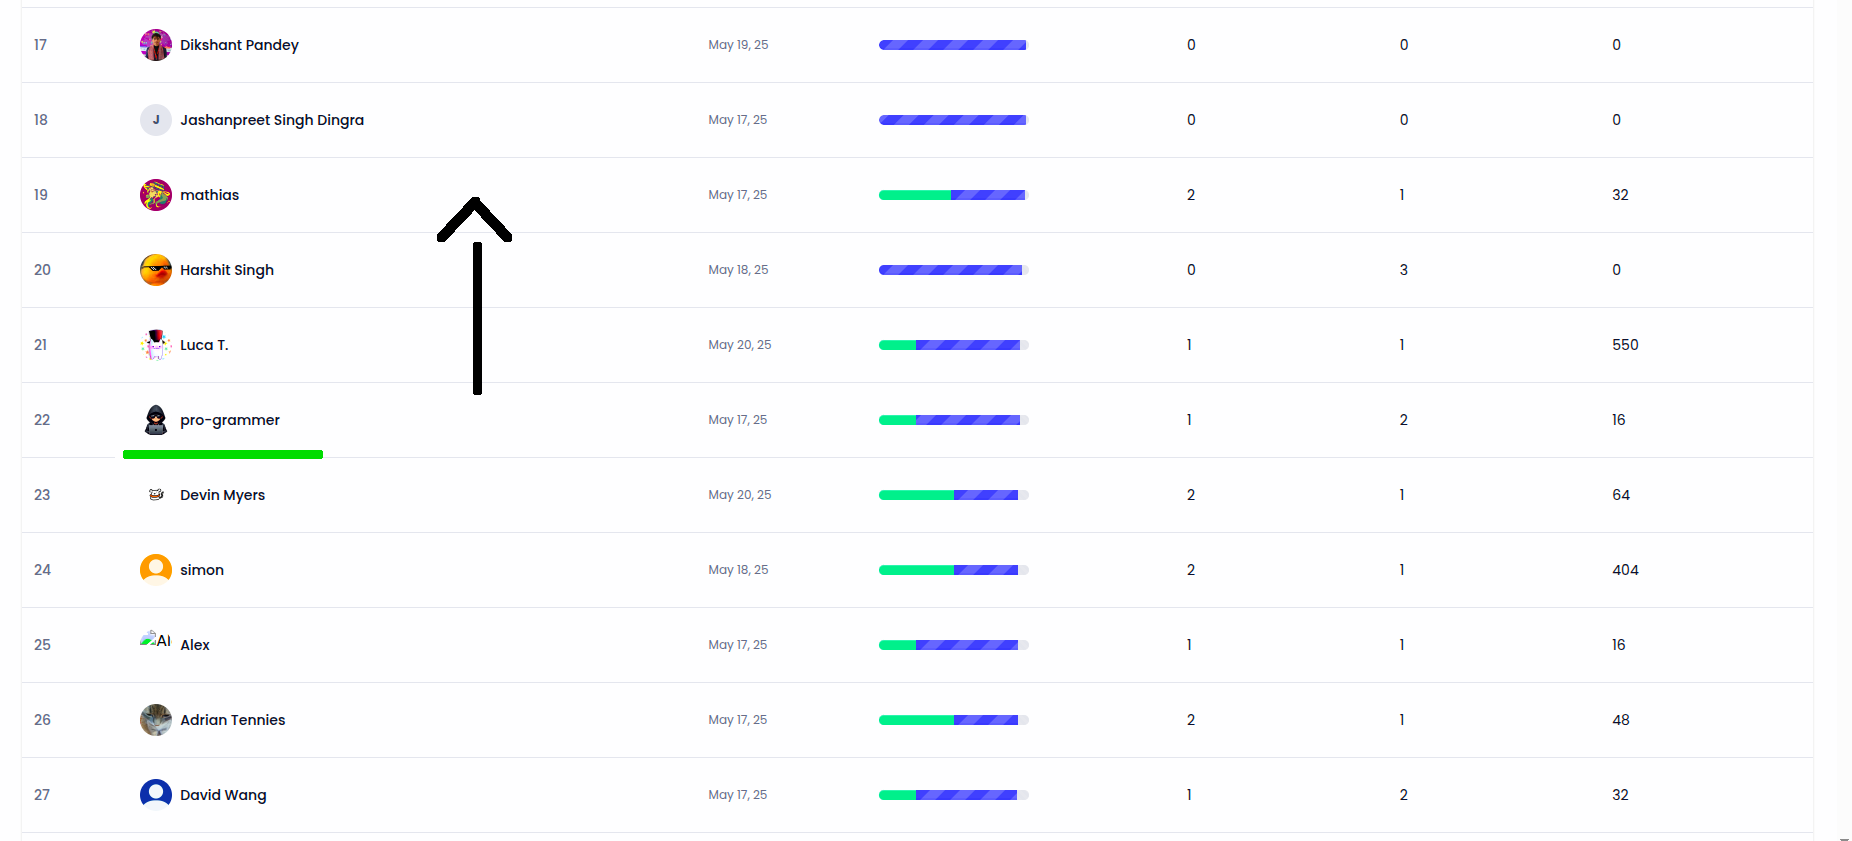 17 Dikshant Pandey May 19, 25 0 0 0
18 J Jashanpreet Singh Dingra May 17, 25 0 0 0
19 mathias May 17, 25 2 1 32
20 Harshit Singh May 18, 25 0 3 0
21 Luca T. May 20, 25 1 1 550
22 pro-grammer May 17, 25 1 2 16
23 Devin Myers May 20, 25 2 1 64
24 simon May 18, 25 2 1 404
25 Al Alex May 17, 25 1 1 16
26 Adrian Tennies May 17, 25 2 1 48
27 David Wang May 17, 25 1 2 32